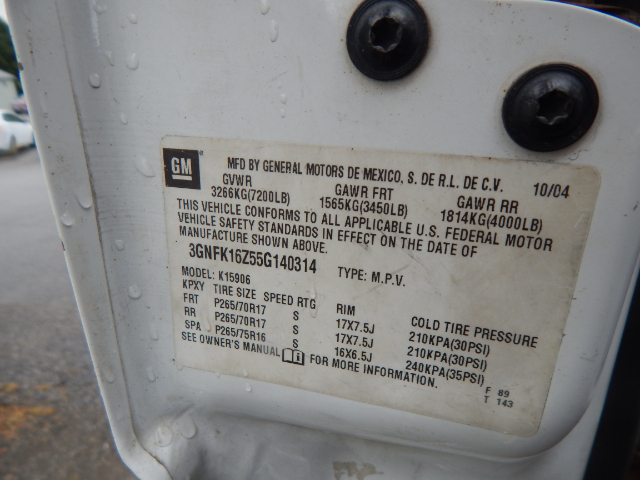 GM MFD BY GENERAL MOTORS DE MEXICO, S. DE R.L. DE C.V. 10/04
GVWR GAWR FRT GAWR RR
3266KG(7200LB) 1565KG(3450LB) 1814KG(4000LB)
THIS VEHICLE CONFORMS TO ALL APPLICABLE U.S. FEDERAL MOTOR
VEHICLE SAFETY STANDARDS IN EFFECT ON THE DATE OF
MANUFACTURE SHOWN ABOVE.
3GNFK16Z55G140314 TYPE: M.P.V.
MODEL: K15906
KPXY TIRE SIZE SPEED RTG RIM COLD TIRE PRESSURE
FRT P265/70R17 S 17X7.5J 210KPA(30PSI)
RR P265/70R17 S 17X7.5J 210KPA(30PSI)
SPA P265/75R16 S 16X6.5J 240KPA(35PSI)
SEE OWNER'S MANUAL FOR MORE INFORMATION.
F 89
T 143